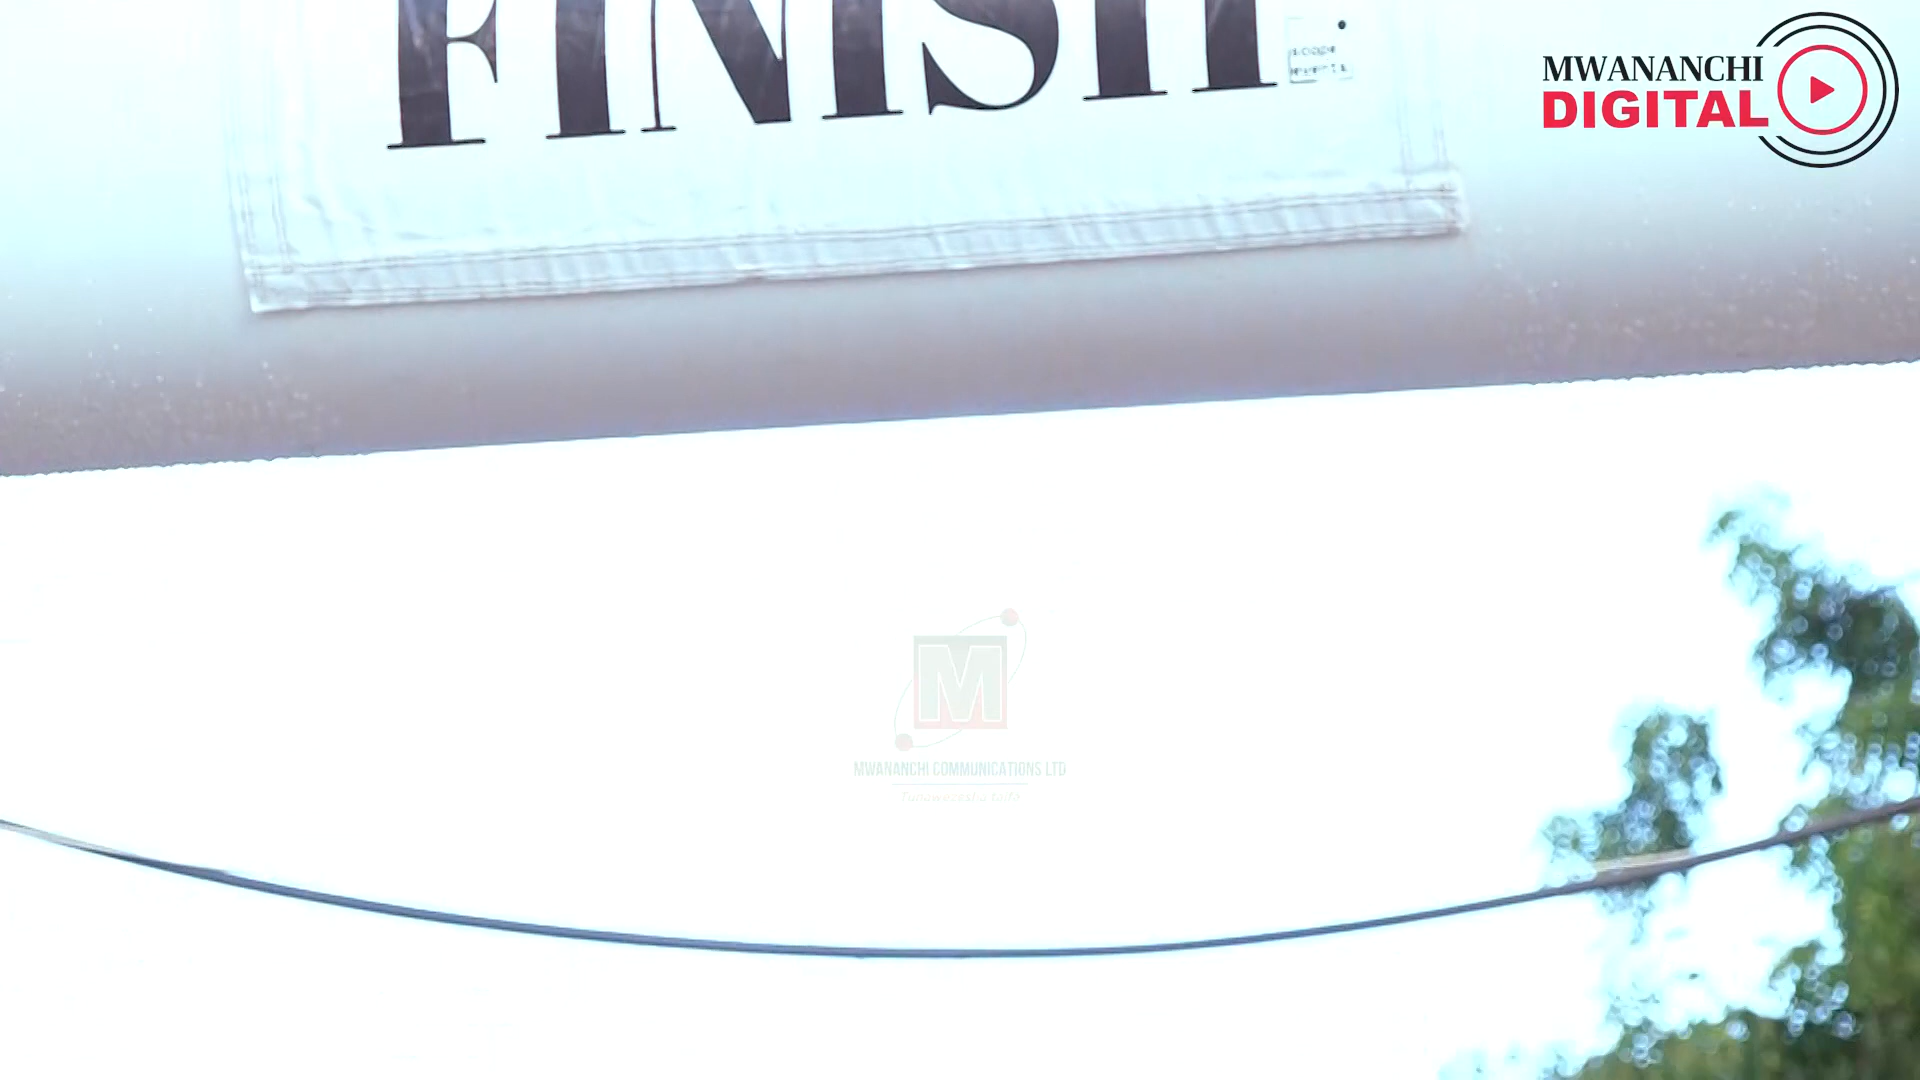 FINISH
MWANANCHI
DIGITAL
M
MWANANCHI COMMUNICATIONS LTD